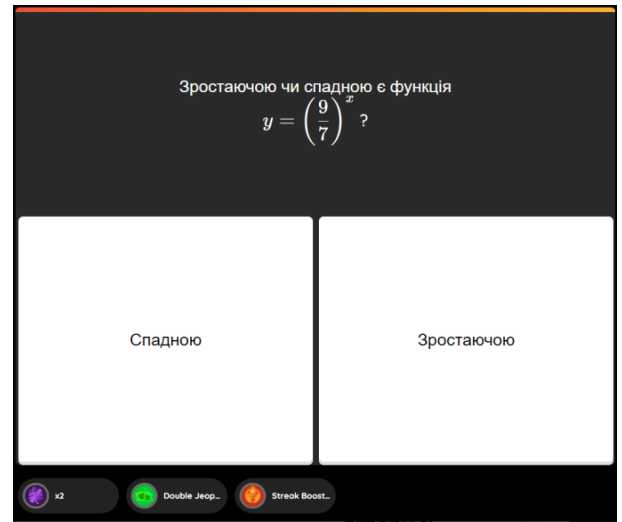 Зростаючою чи спадною є функція
y = (9/7)^x ?
Спадною
Зростаючою
x2
Double Jeop...
Streak Boost...